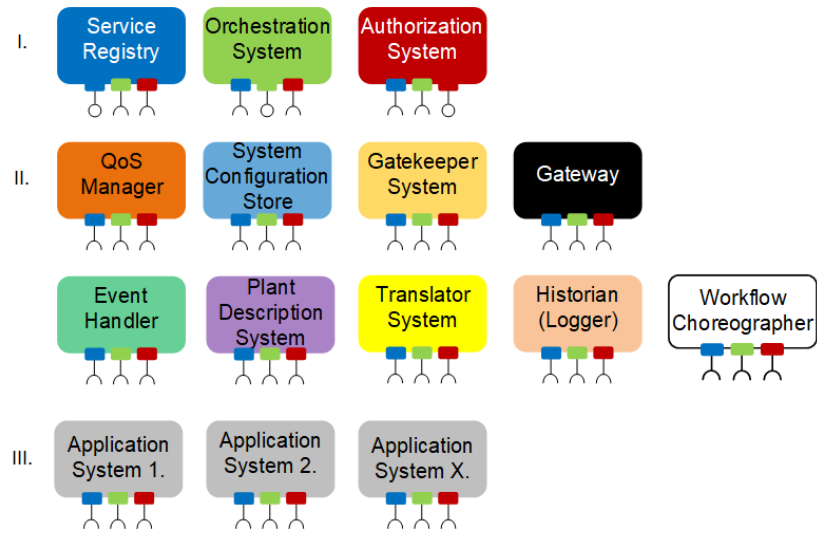 I.
Service
Registry
Orchestration
System
Authorization
System
II.
QoS
Manager
System
Configuration
Store
Gatekeeper
System
Gateway
Event
Handler
Plant
Description
System
Translator
System
Historian
(Logger)
Workflow
Choreographer
III.
Application
System 1.
Application
System 2.
Application
System X.